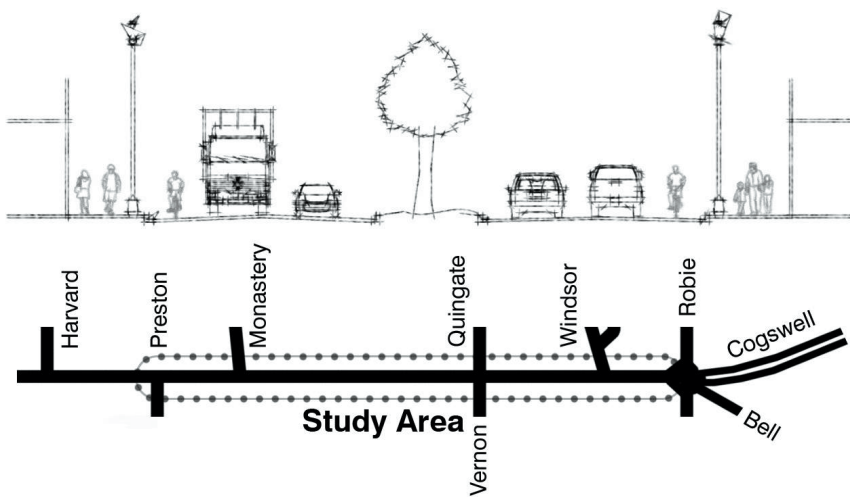 Harvard
Preston
Monastery
Quingate
Windsor
Robie
Cogswell
Study Area
Vernon
Bell